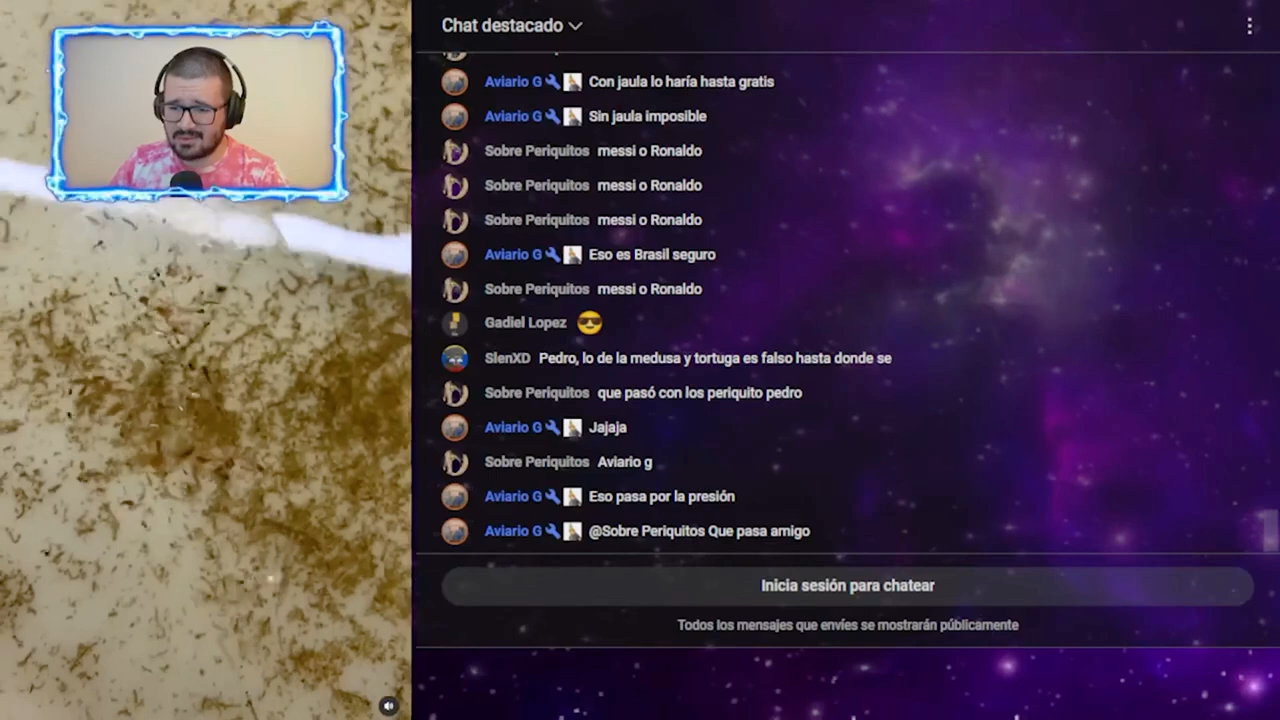 Chat destacado
Aviario G Con jaula lo haría hasta gratis
Aviario G Sin jaula imposible
Sobre Periquitos messi o Ronaldo
Sobre Periquitos messi o Ronaldo
Sobre Periquitos messi o Ronaldo
Aviario G Eso es Brasil seguro
Sobre Periquitos messi o Ronaldo
Gadiel Lopez 😎
SlenXD Pedro, lo de la medusa y tortuga es falso hasta donde se
Sobre Periquitos que pasó con los periquito pedro
Aviario G Jajaja
Sobre Periquitos Aviario g
Aviario G Eso pasa por la presión
Aviario G @Sobre Periquitos Que pasa amigo
Inicia sesión para chatear
Todos los mensajes que envíes se mostrarán públicamente